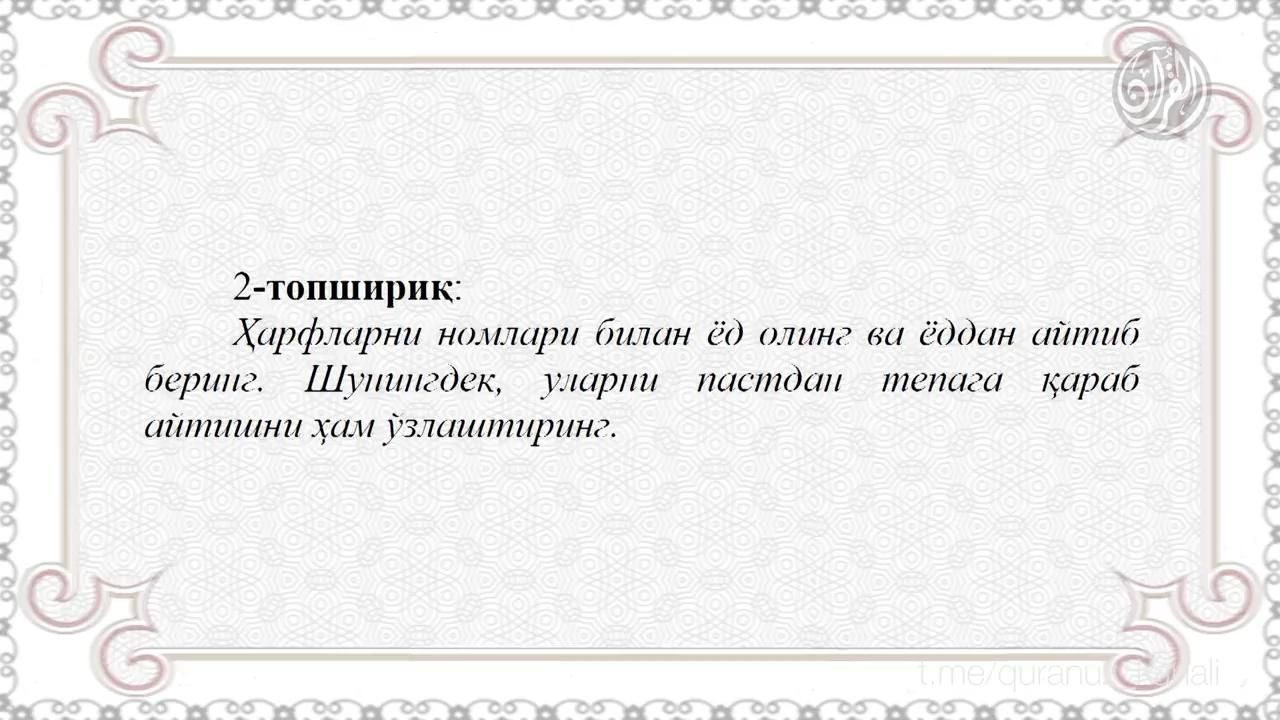 القرآن
2-топшириқ:
Ҳарфларни номлари билан ёд олинг ва ёддан айтиб
беринг. Шунингдек, уларни пастдан тепага қараб
айтишни ҳам ўзлаштиринг.